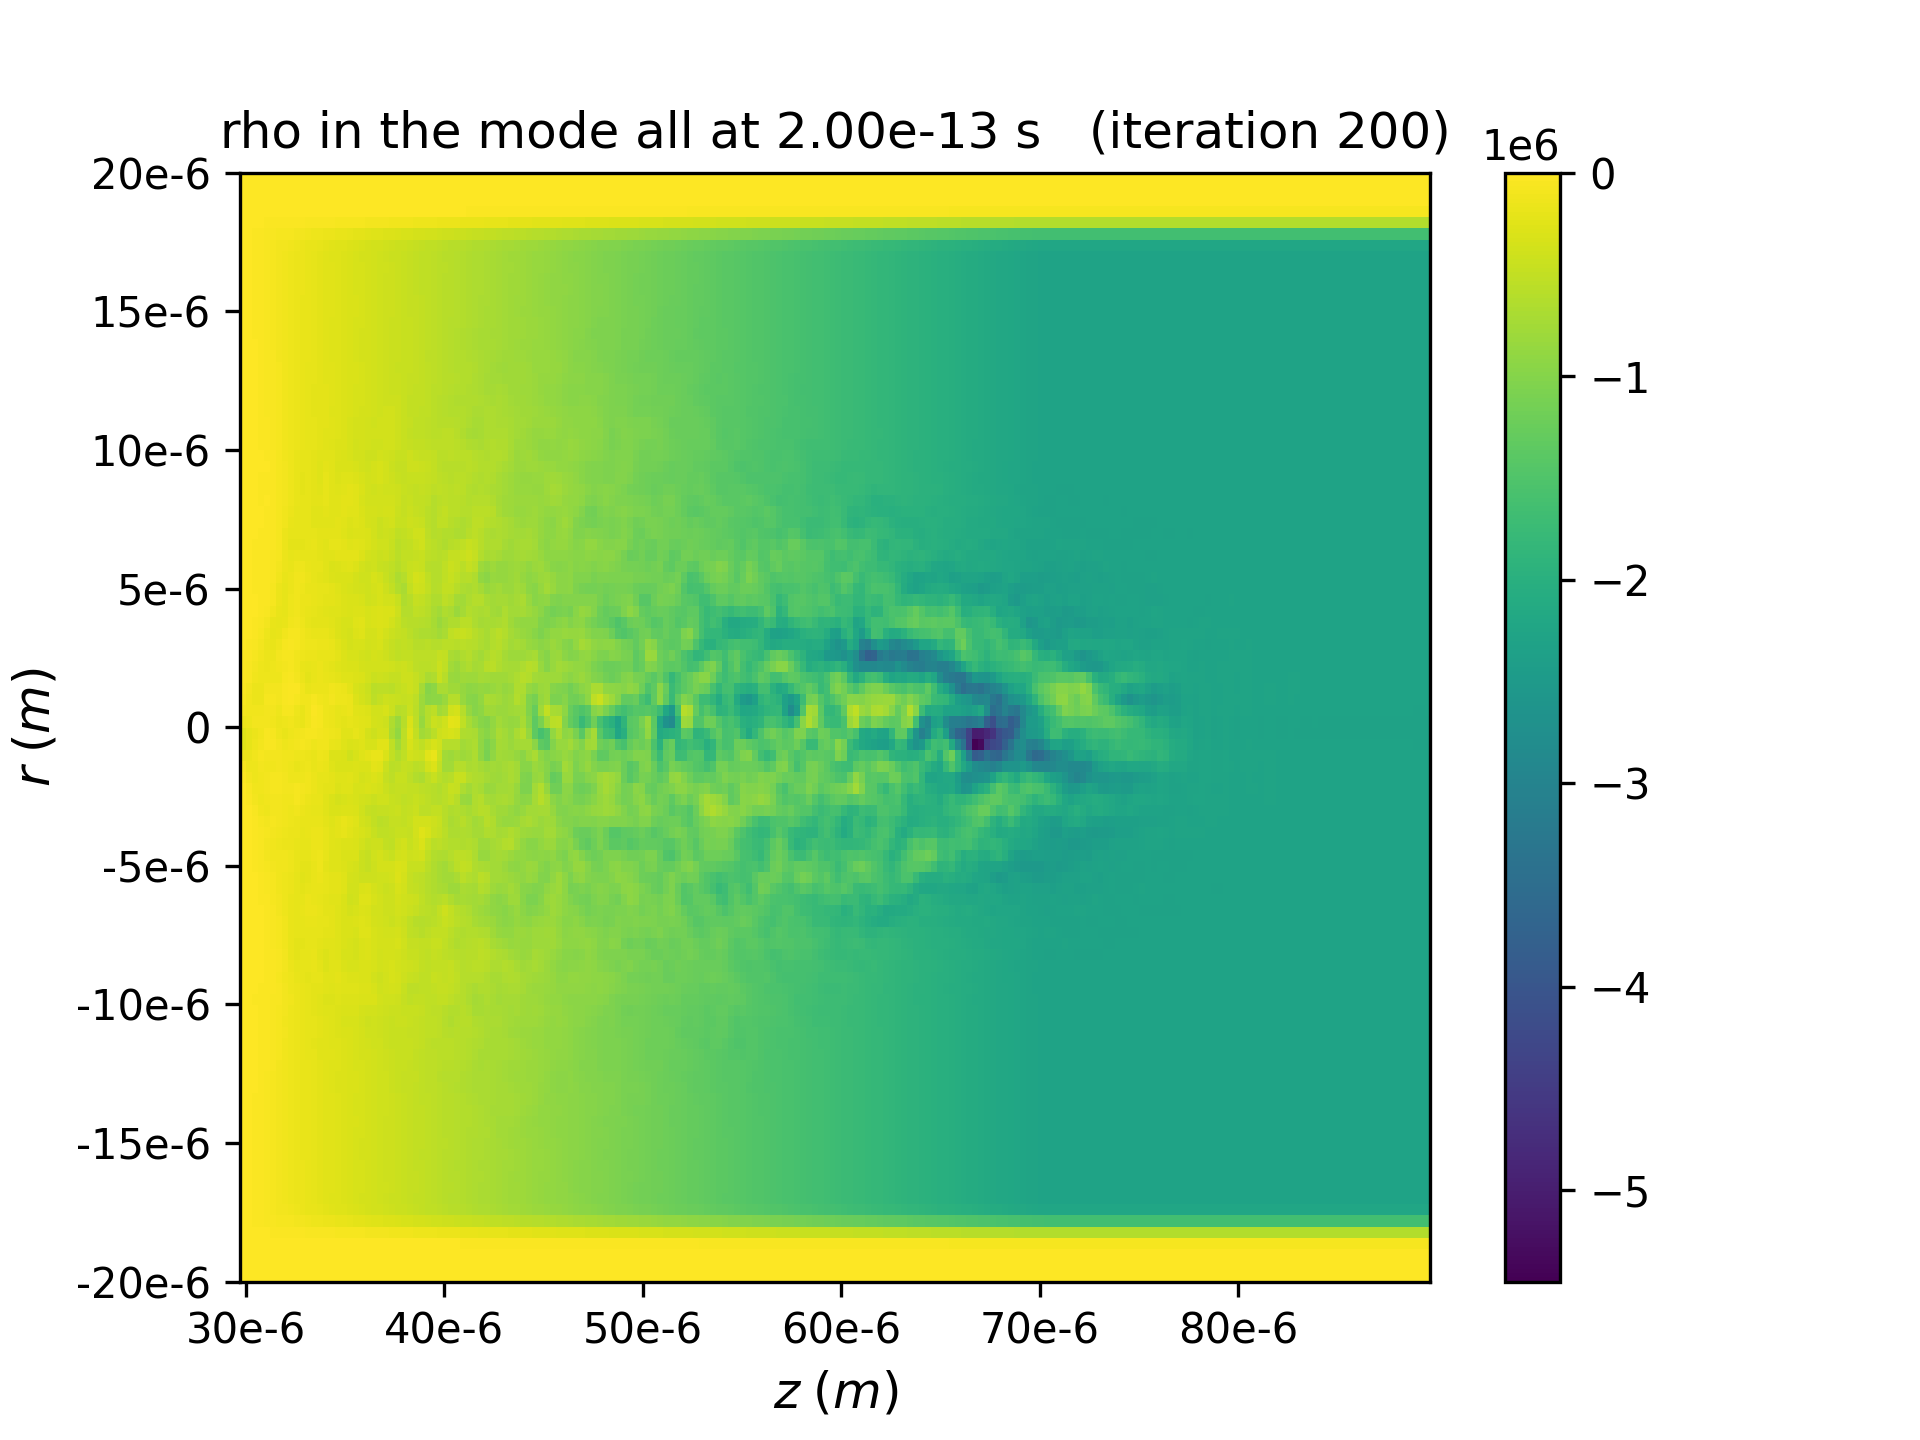 rho in the mode all at 2.00e-13 s (iteration 200)
1e6
20e-6
15e-6
10e-6
5e-6
0
-5e-6
-10e-6
-15e-6
-20e-6
r (m)
30e-6 40e-6 50e-6 60e-6 70e-6 80e-6
z (m)
0
−1
−2
−3
−4
−5